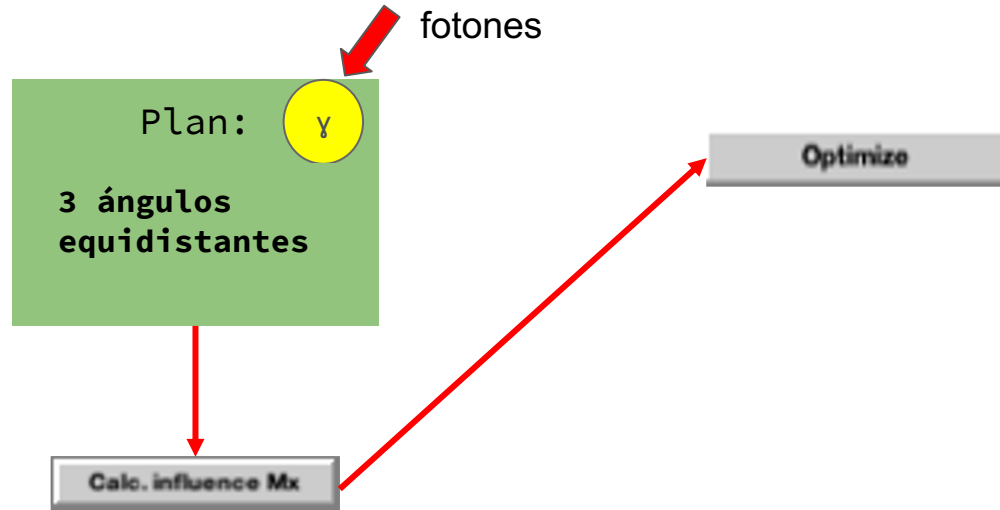 fotones
Plan:
γ
3 ángulos
equidistantes
Optimize
Calc. influence Mx